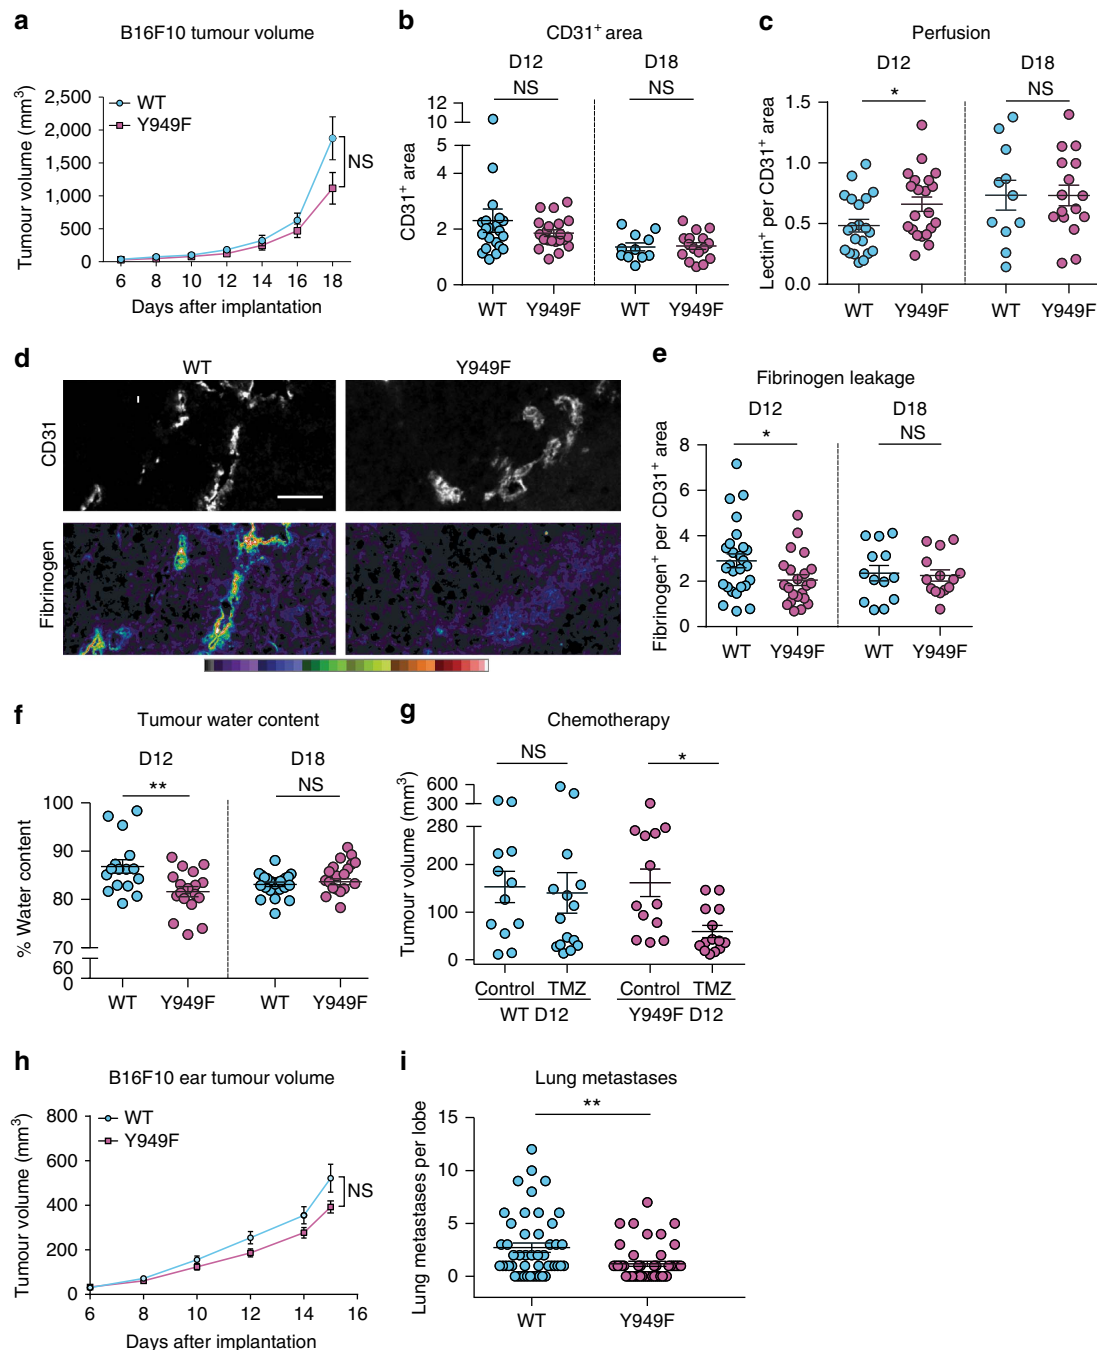 a
B16F10 tumour volume
Tumour volume (mm³)
2,500
2,000
1,500
1,000
500
0
WT
Y949F
NS
6 8 10 12 14 16 18
Days after implantation
b
CD31⁺ area
D12 D18
NS NS
CD31⁺ area
12
10
5
2
0
WT Y949F WT Y949F
c
Perfusion
D12 D18
* NS
Lectin⁺ per CD31⁺ area
1.5
1.0
0.5
0.0
WT Y949F WT Y949F
d
WT Y949F
CD31
Fibrinogen
e
Fibrinogen leakage
D12 D18
* NS
Fibrinogen⁺ per CD31⁺ area
8
6
4
2
0
WT Y949F WT Y949F
f
Tumour water content
D12 D18
** NS
% Water content
100
90
80
70
60
0
WT Y949F WT Y949F
g
Chemotherapy
NS *
Tumour volume (mm³)
600
300
280
200
100
0
Control TMZ Control TMZ
WT D12 Y949F D12
h
B16F10 ear tumour volume
Tumour volume (mm³)
800
600
400
200
0
WT
Y949F
NS
6 8 10 12 14 16
Days after implantation
i
Lung metastases
**
Lung metastases per lobe
15
10
5
0
WT Y949F